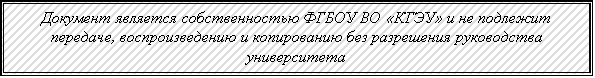 Документ является собственностью ФГБОУ ВО «КГЭУ» и не подлежит
передаче, воспроизведению и копированию без разрешения руководства
университета